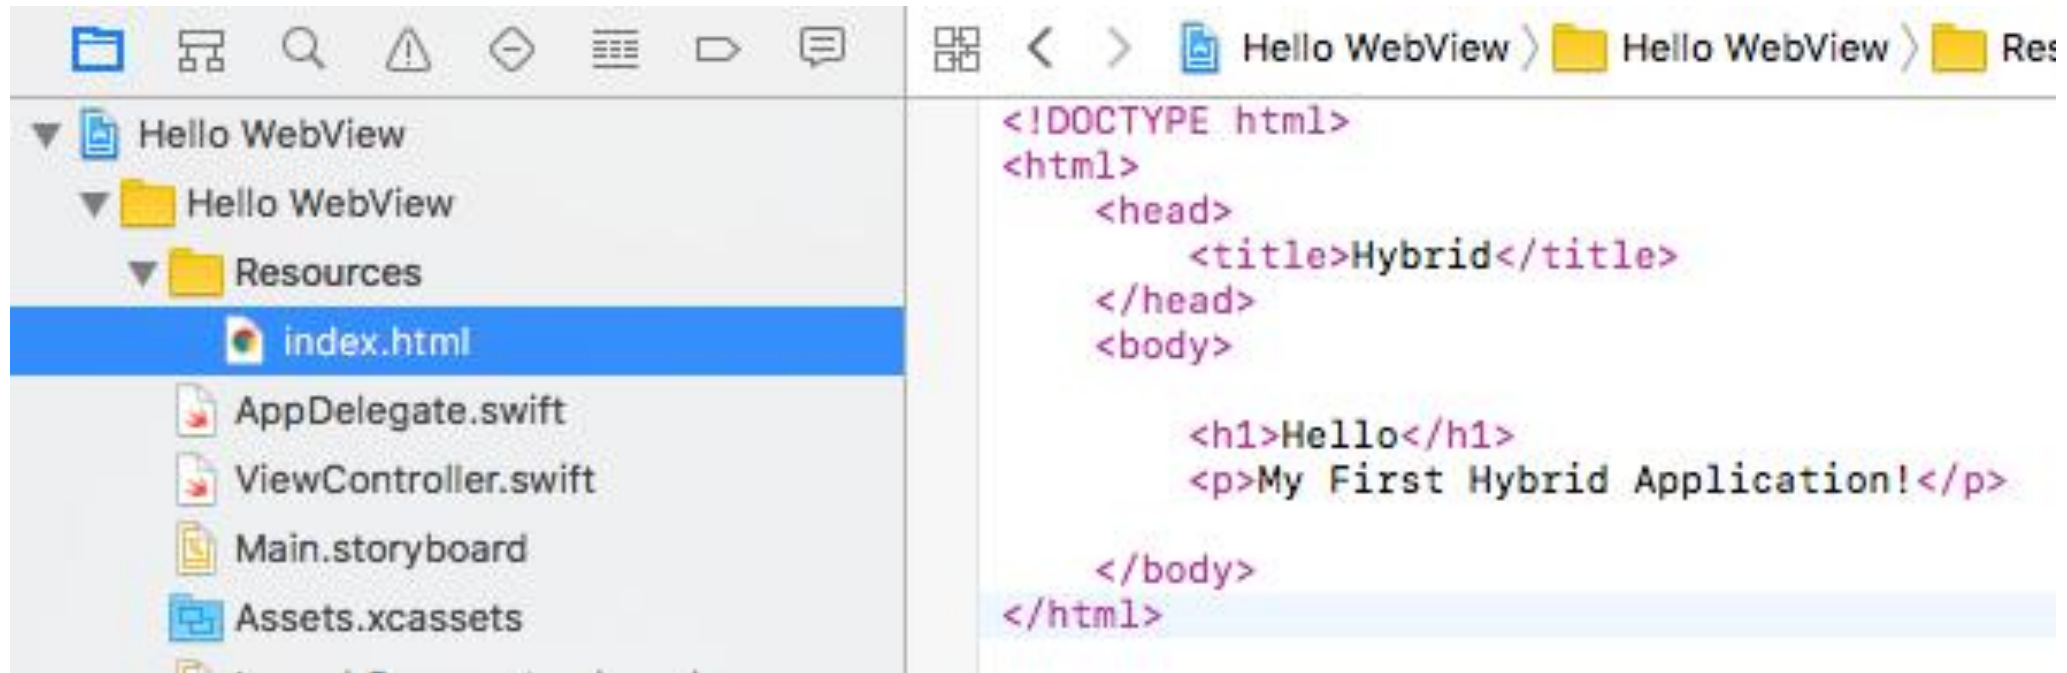 Hello WebView
Hello WebView
Resources
index.html
AppDelegate.swift
ViewController.swift
Main.storyboard
Assets.xcassets
Hello WebView 〉 Hello WebView 〉
<!DOCTYPE html>
<html>
    <head>
        <title>Hybrid</title>
    </head>
    <body>

        <h1>Hello</h1>
        <p>My First Hybrid Application!</p>

    </body>
</html>